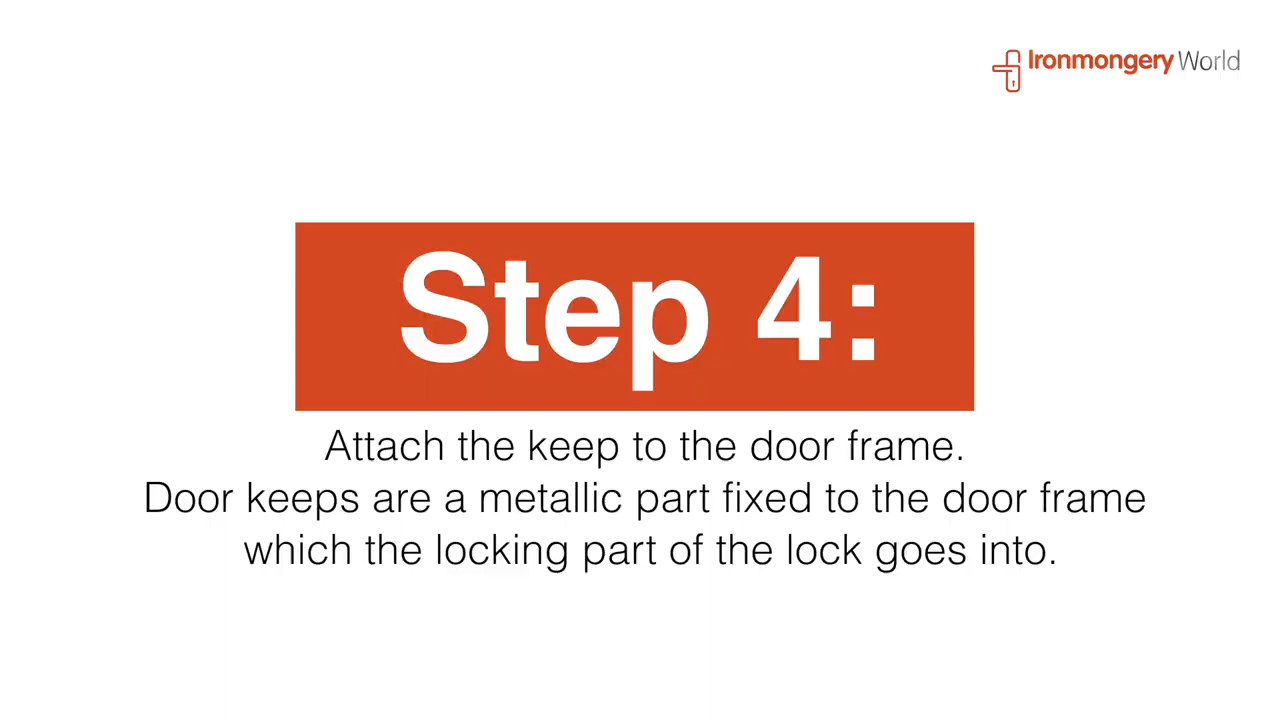 Ironmongery World
Step 4:
Attach the keep to the door frame.
Door keeps are a metallic part fixed to the door frame
which the locking part of the lock goes into.